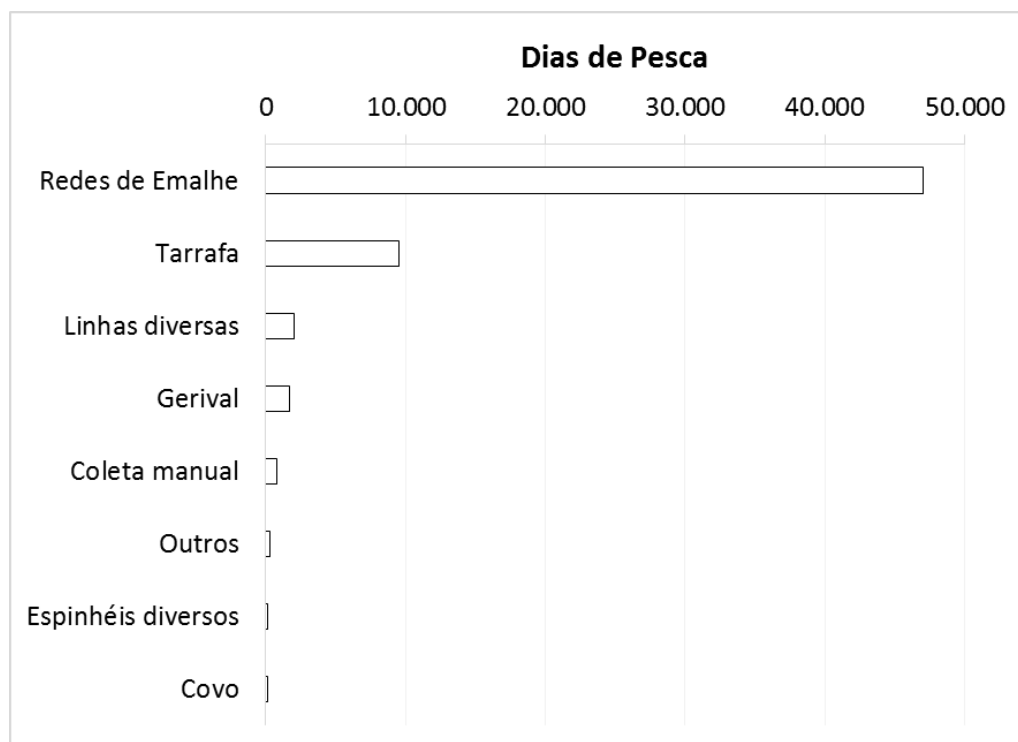 Dias de Pesca
0 10.000 20.000 30.000 40.000 50.000
Redes de Emalhe
Tarrafa
Linhas diversas
Gerival
Coleta manual
Outros
Espinhéis diversos
Covo